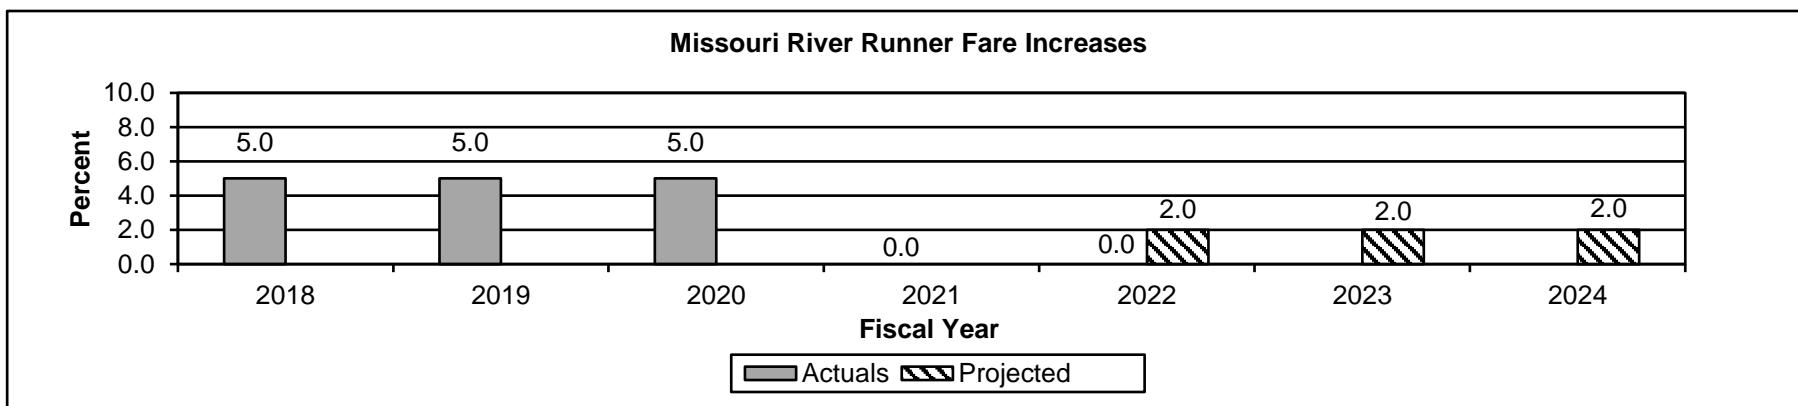 Missouri River Runner Fare Increases
Percent
10.0
8.0
6.0
4.0
2.0
0.0
5.0 5.0 5.0 0.0 0.0 2.0 2.0 2.0
2018 2019 2020 2021 2022 2023 2024
Fiscal Year
Actuals Projected